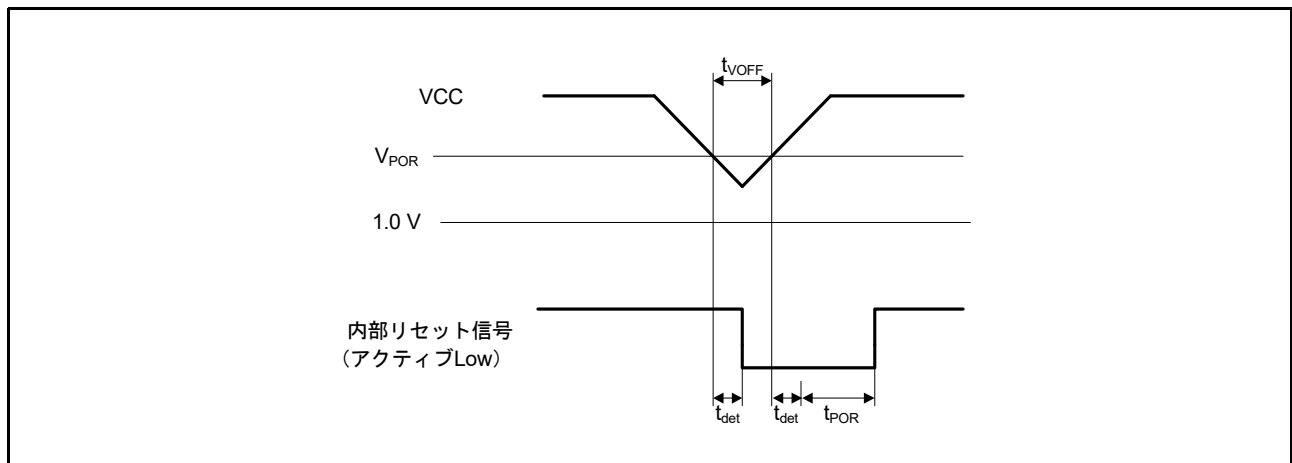 tVOFF
VCC
VPOR
1.0 V
内部リセット信号
（アクティブLow）
tdet tdet tPOR